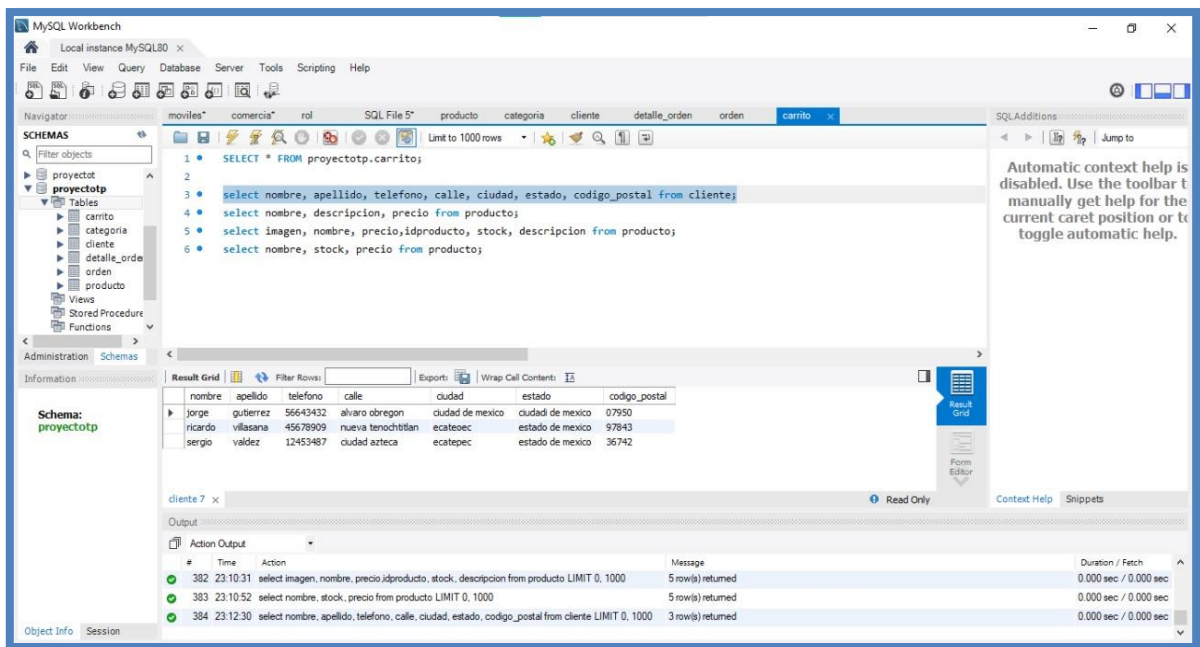 MySQL Workbench
Local instance MySQL80
File Edit View Query Database Server Tools Scripting Help
Navigator
SCHEMAS
Filter objects
proyectot
proyectotp
Tables
carrito
categoria
cliente
detalle_orde
orden
producto
Views
Stored Procedure
Functions
Administration Schemas
Information
Schema:
proyectotp
Object Info Session
moviles* comercia* rol SQL File 5* producto categoria cliente detalle_orden orden carrito
Limit to 1000 rows
1 SELECT * FROM proyectotp.carrito;
2
3 select nombre, apellido, telefono, calle, ciudad, estado, codigo_postal from cliente;
4 select nombre, descripcion, precio from producto;
5 select imagen, nombre, precio,idproducto, stock, descripcion from producto;
6 select nombre, stock, precio from producto;
Result Grid Filter Rows: Export: Wrap Cell Content:
nombre apellido telefono calle ciudad estado codigo_postal
jorge gutierrez 56643432 alvaro obregon ciudad de mexico ciudadi de mexico 07950
ricardo villasana 45678909 nueva tenochtitlan ecateoec estado de mexico 97843
sergio valdez 12453487 ciudad azteca ecatepec estado de mexico 36742
Result
Grid
Form
Editor
cliente 7 Read Only
SQLAdditions
Jump to
Automatic context help is
disabled. Use the toolbar t
manually get help for the
current caret position or to
toggle automatic help.
Context Help Snippets
Output
Action Output
# Time Action Message Duration / Fetch
382 23:10:31 select imagen, nombre, precio,idproducto, stock, descripcion from producto LIMIT 0, 1000 5 row(s) returned 0.000 sec / 0.000 sec
383 23:10:52 select nombre, stock, precio from producto LIMIT 0, 1000 5 row(s) returned 0.000 sec / 0.000 sec
384 23:12:30 select nombre, apellido, telefono, calle, ciudad, estado, codigo_postal from cliente LIMIT 0, 1000 3 row(s) returned 0.000 sec / 0.000 sec